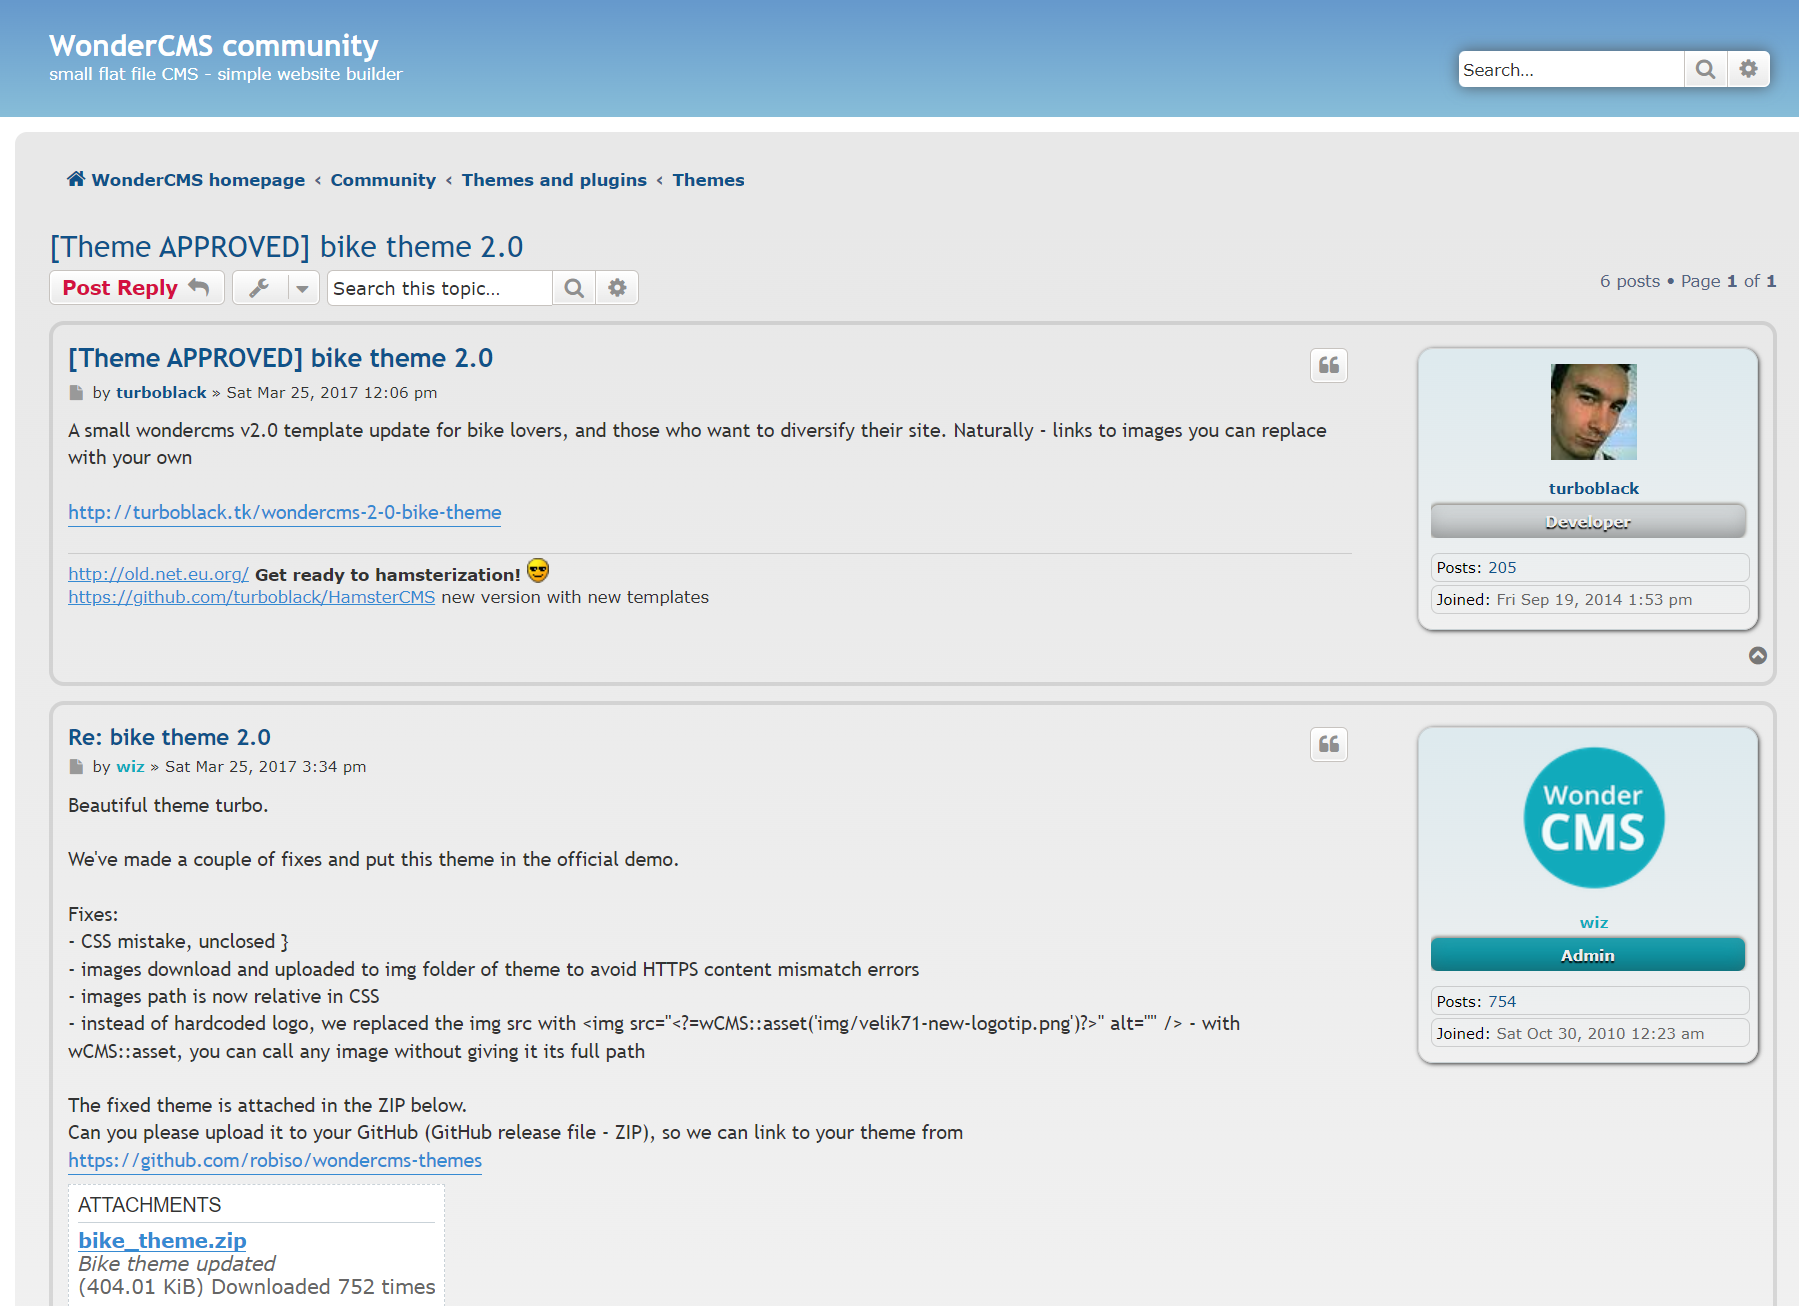 WonderCMS community
small flat file CMS - simple website builder
Search…
WonderCMS homepage ‹ Community ‹ Themes and plugins ‹ Themes
[Theme APPROVED] bike theme 2.0
Post Reply
Search this topic…
6 posts • Page 1 of 1
[Theme APPROVED] bike theme 2.0
by turboblack » Sat Mar 25, 2017 12:06 pm
A small wondercms v2.0 template update for bike lovers, and those who want to diversify their site. Naturally - links to images you can replace
with your own
http://turboblack.tk/wondercms-2-0-bike-theme
http://old.net.eu.org/ Get ready to hamsterization!
https://github.com/turboblack/HamsterCMS new version with new templates
turboblack
Developer
Posts: 205
Joined: Fri Sep 19, 2014 1:53 pm
Re: bike theme 2.0
by wiz » Sat Mar 25, 2017 3:34 pm
Beautiful theme turbo.
We've made a couple of fixes and put this theme in the official demo.
Fixes:
- CSS mistake, unclosed }
- images download and uploaded to img folder of theme to avoid HTTPS content mismatch errors
- images path is now relative in CSS
- instead of hardcoded logo, we replaced the img src with <img src="<?=wCMS::asset('img/velik71-new-logotip.png')?>" alt="" /> - with
wCMS::asset, you can call any image without giving it its full path
The fixed theme is attached in the ZIP below.
Can you please upload it to your GitHub (GitHub release file - ZIP), so we can link to your theme from
https://github.com/robiso/wondercms-themes
ATTACHMENTS
bike_theme.zip
Bike theme updated
(404.01 KiB) Downloaded 752 times
Wonder
CMS
wiz
Admin
Posts: 754
Joined: Sat Oct 30, 2010 12:23 am